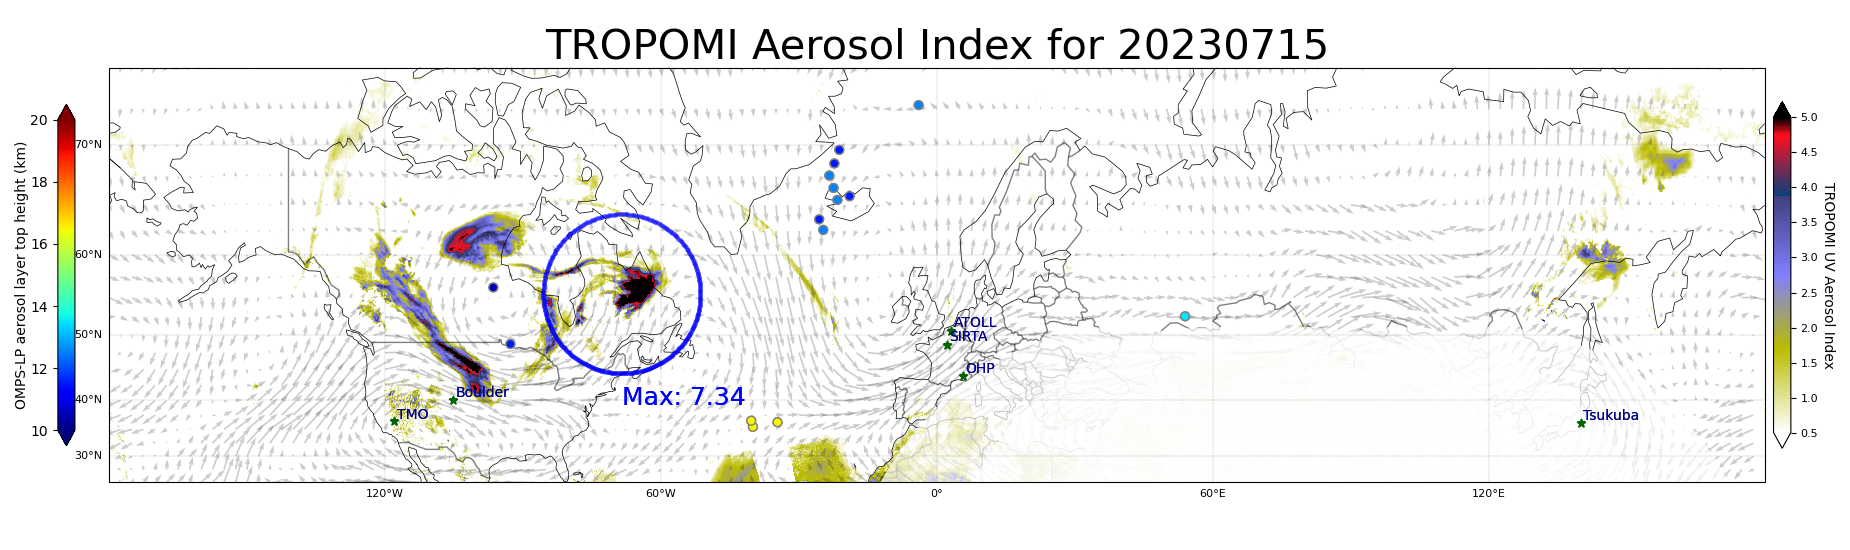 TROPOMI Aerosol Index for 20230715
OMPS-LP aerosol layer top height (km)
20
18
16
14
12
10
70°N
60°N
50°N
40°N
30°N
120°W
60°W
0°
60°E
120°E
ATOLL
SIRTA
OHP
Boulder
TMO
Tsukuba
Max: 7.34
5.0
4.5
4.0
3.5
3.0
2.5
2.0
1.5
1.0
0.5
TROPOMI UV Aerosol Index